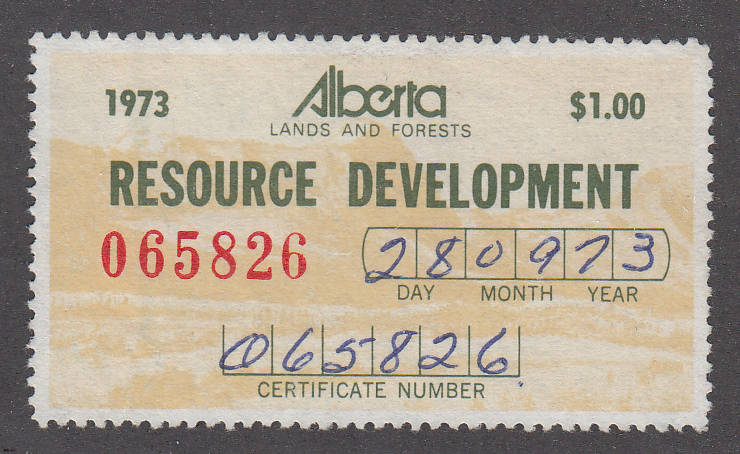 1973 Alberta $1.00
LANDS AND FORESTS
RESOURCE DEVELOPMENT
065826 280973
DAY MONTH YEAR
065826
CERTIFICATE NUMBER